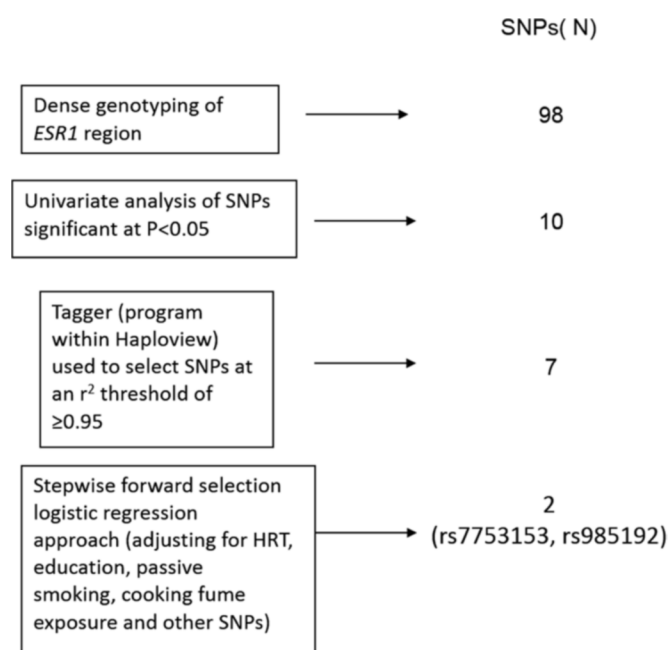 SNPs( N)
Dense genotyping of
ESR1 region
98
Univariate analysis of SNPs
significant at P<0.05
10
Tagger (program
within Haploview)
used to select SNPs at
an r² threshold of
≥0.95
7
Stepwise forward selection
logistic regression
approach (adjusting for HRT,
education, passive
smoking, cooking fume
exposure and other SNPs)
2
(rs7753153, rs985192)